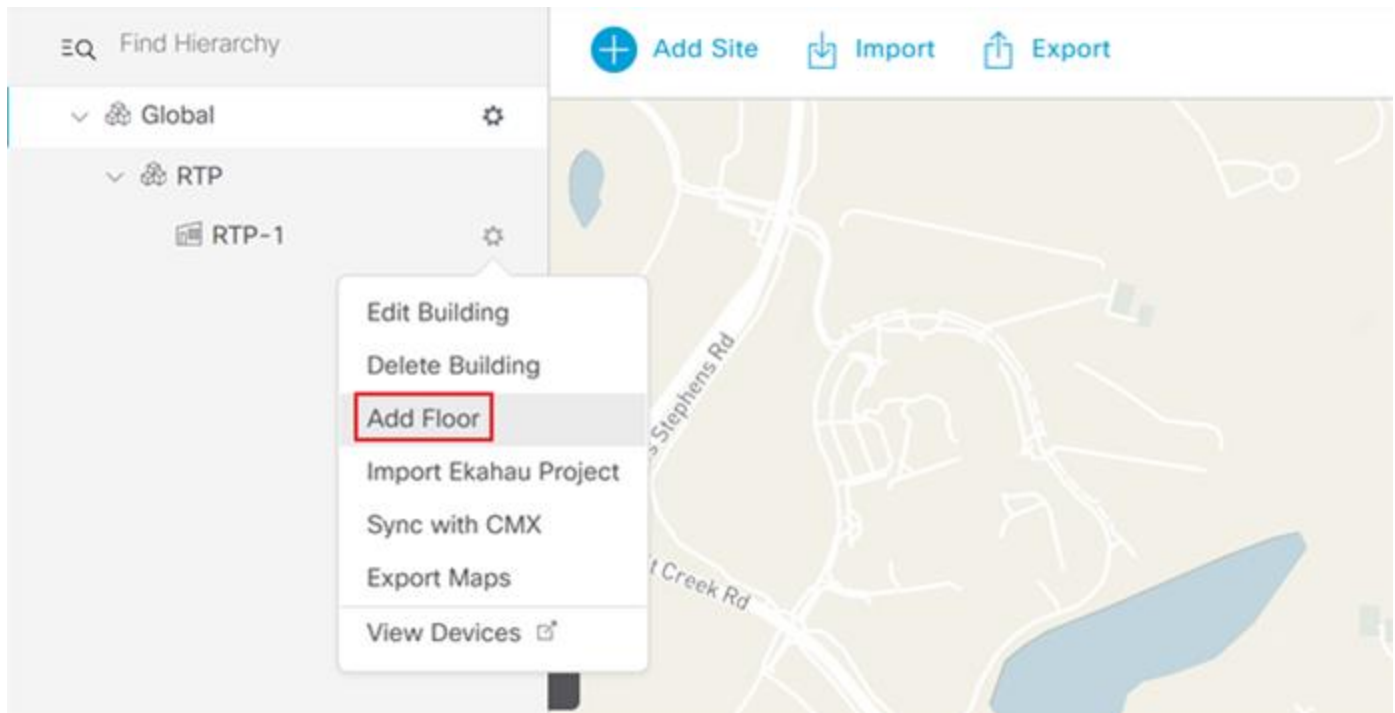 Find Hierarchy
Add Site Import Export
Global
RTP
RTP-1
Edit Building
Delete Building
Add Floor
Import Ekahau Project
Sync with CMX
Export Maps
View Devices
Stephens Rd
Creek Rd